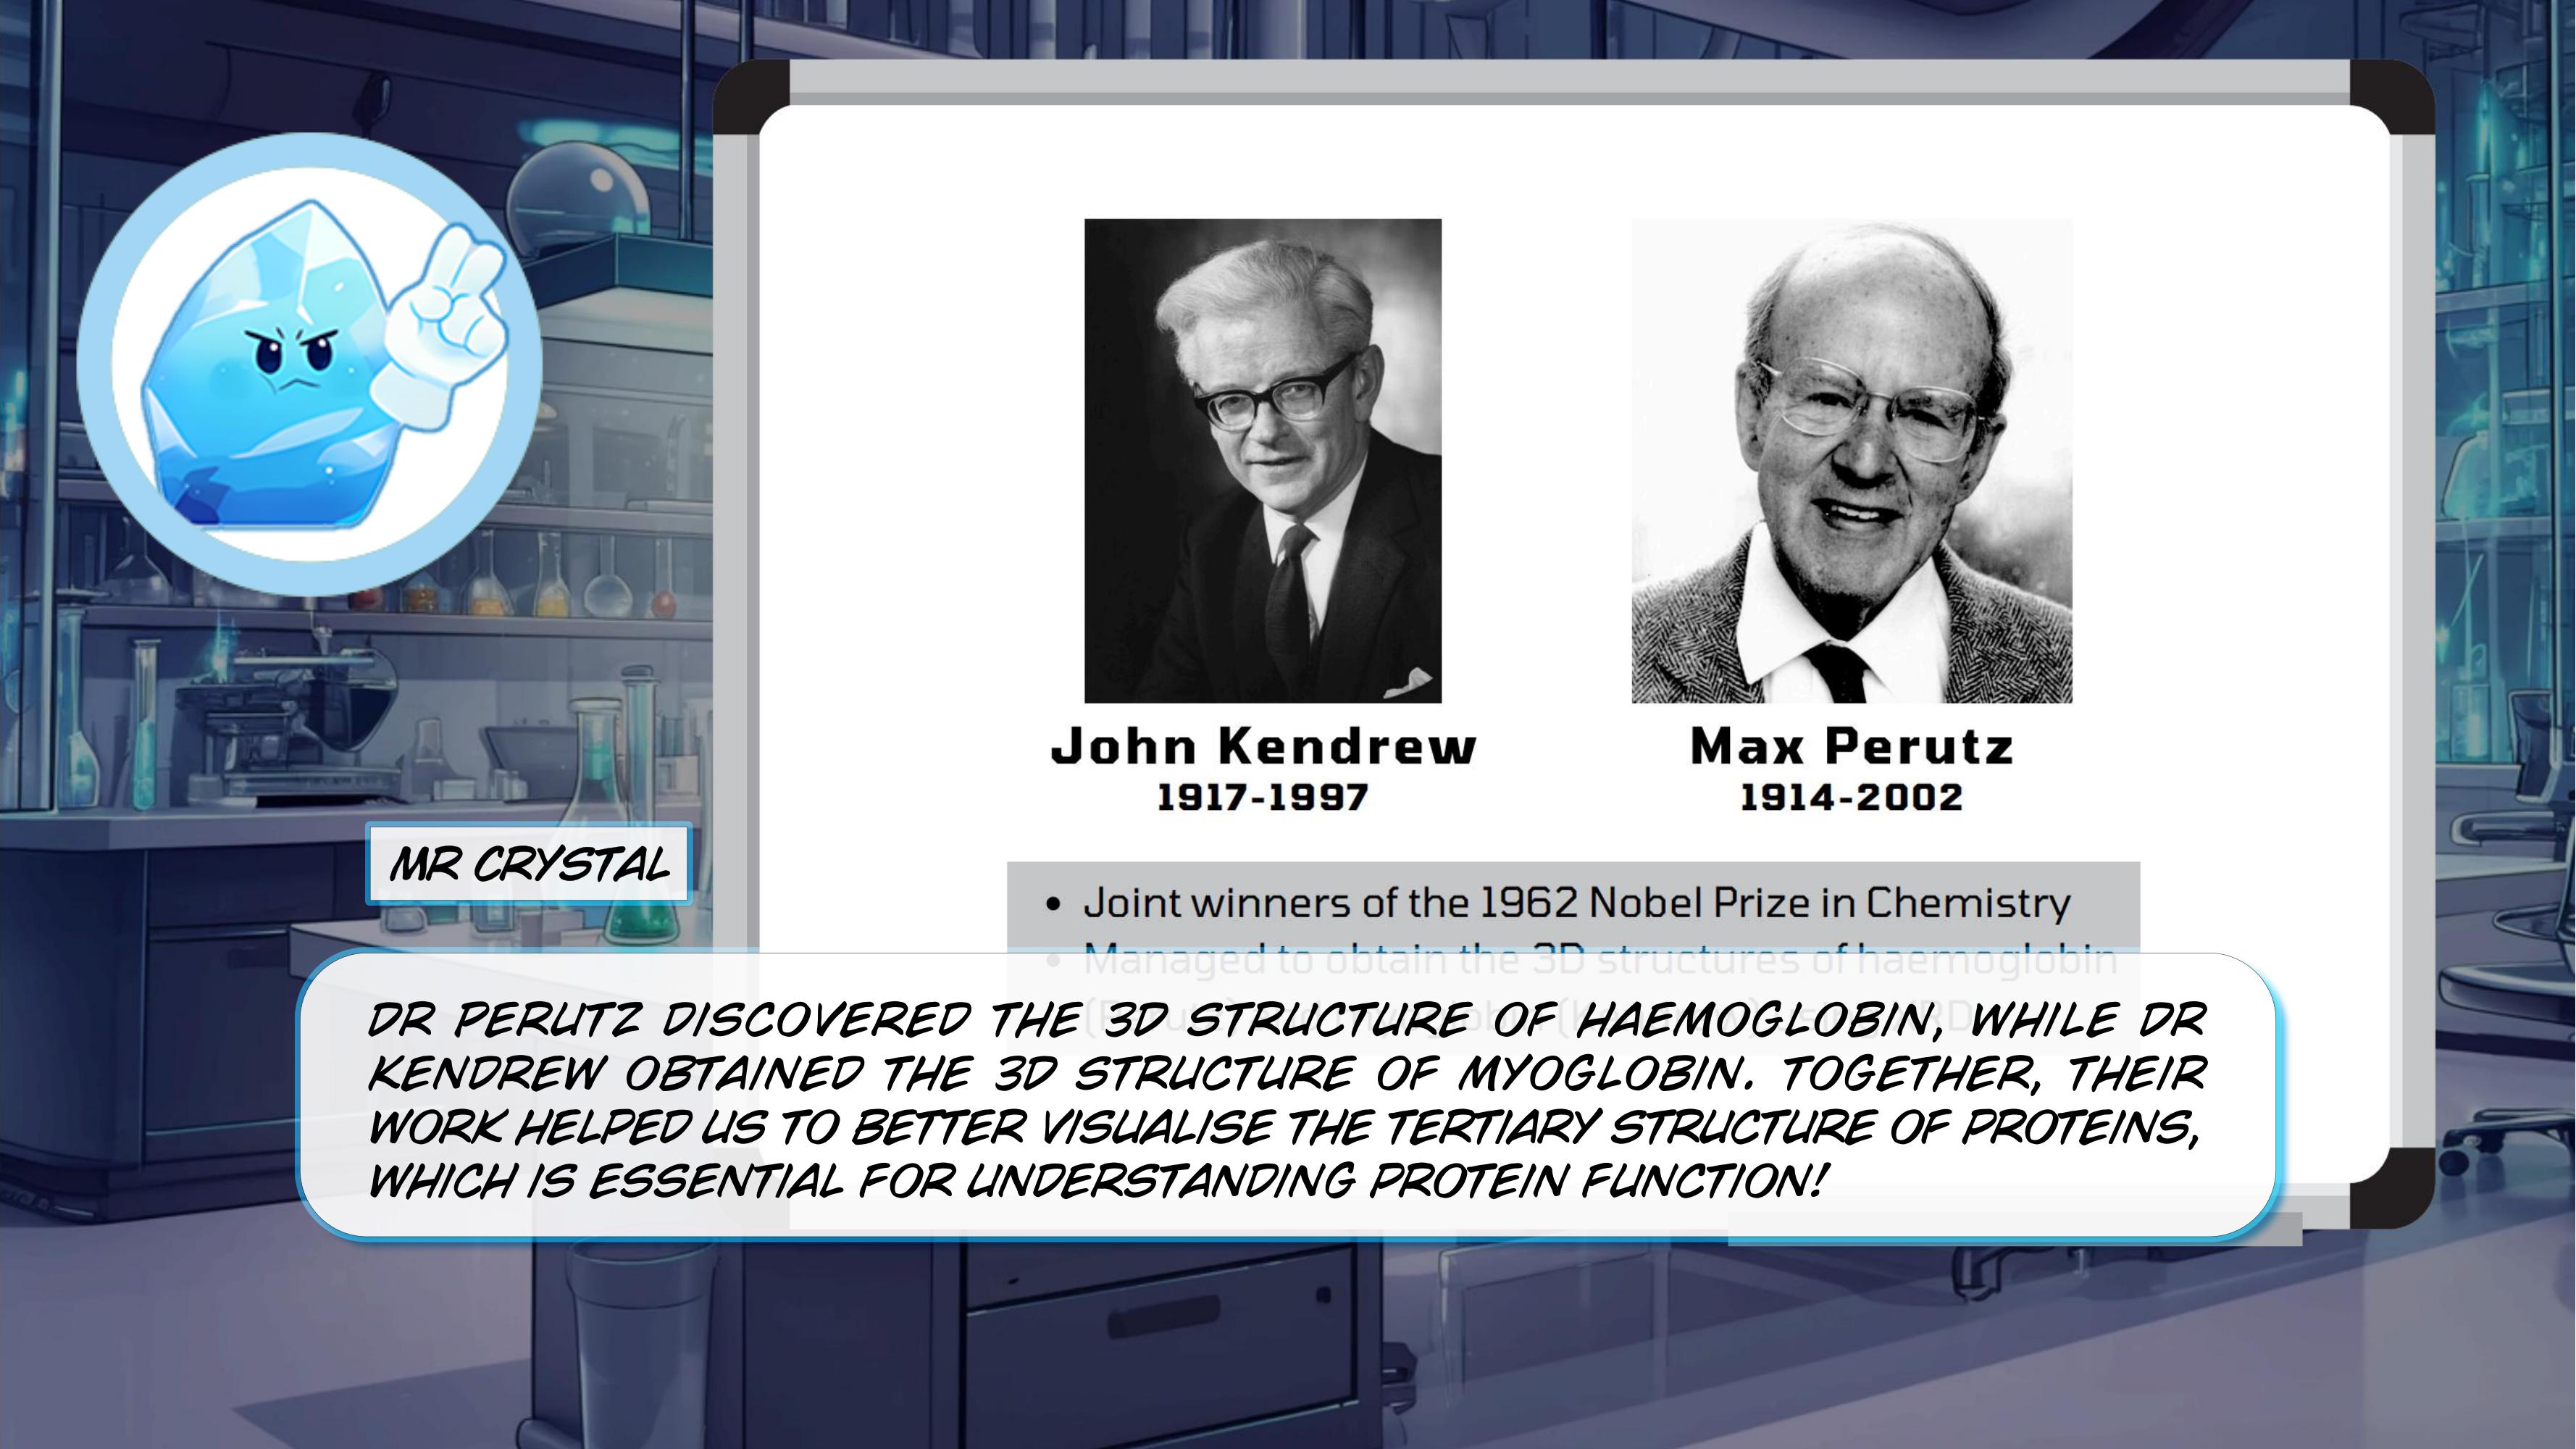 John Kendrew
1917-1997
Max Perutz
1914-2002
• Joint winners of the 1962 Nobel Prize in Chemistry
• Managed to obtain the 3D structures of haemoglobin
MR CRYSTAL
DR PERUTZ DISCOVERED THE 3D STRUCTURE OF HAEMOGLOBIN, WHILE DR
KENDREW OBTAINED THE 3D STRUCTURE OF MYOGLOBIN. TOGETHER, THEIR
WORK HELPED US TO BETTER VISUALISE THE TERTIARY STRUCTURE OF PROTEINS,
WHICH IS ESSENTIAL FOR UNDERSTANDING PROTEIN FUNCTION!